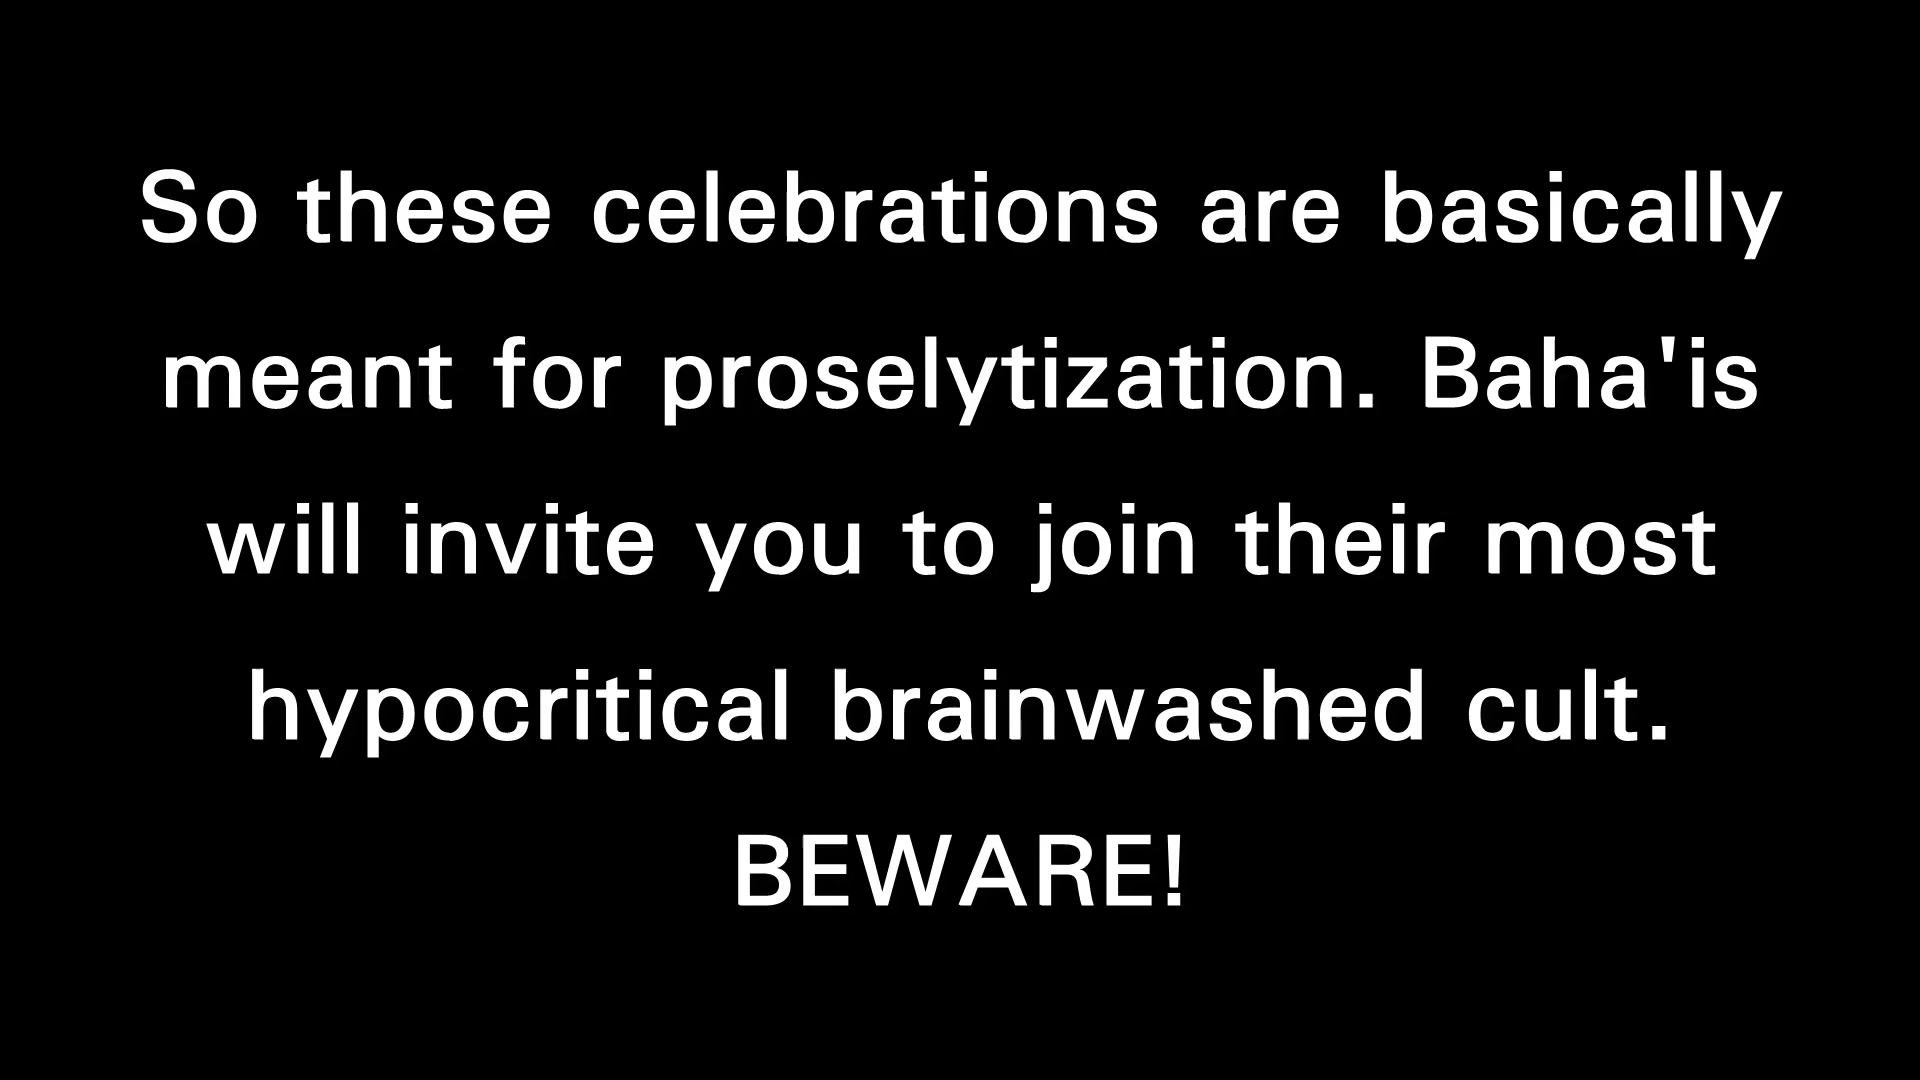 So these celebrations are basically
meant for proselytization. Baha'is
will invite you to join their most
hypocritical brainwashed cult.
BEWARE!